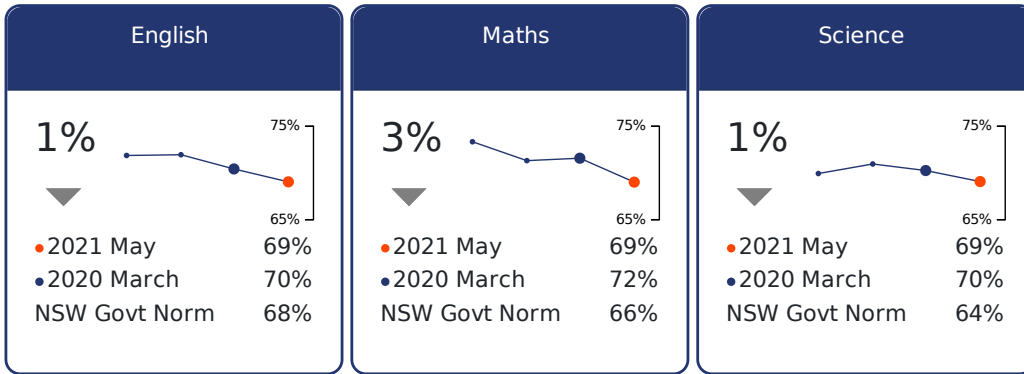 English
1%
75%
65%
2021 May 69%
2020 March 70%
NSW Govt Norm 68%
Maths
3%
75%
65%
2021 May 69%
2020 March 72%
NSW Govt Norm 66%
Science
1%
75%
65%
2021 May 69%
2020 March 70%
NSW Govt Norm 64%